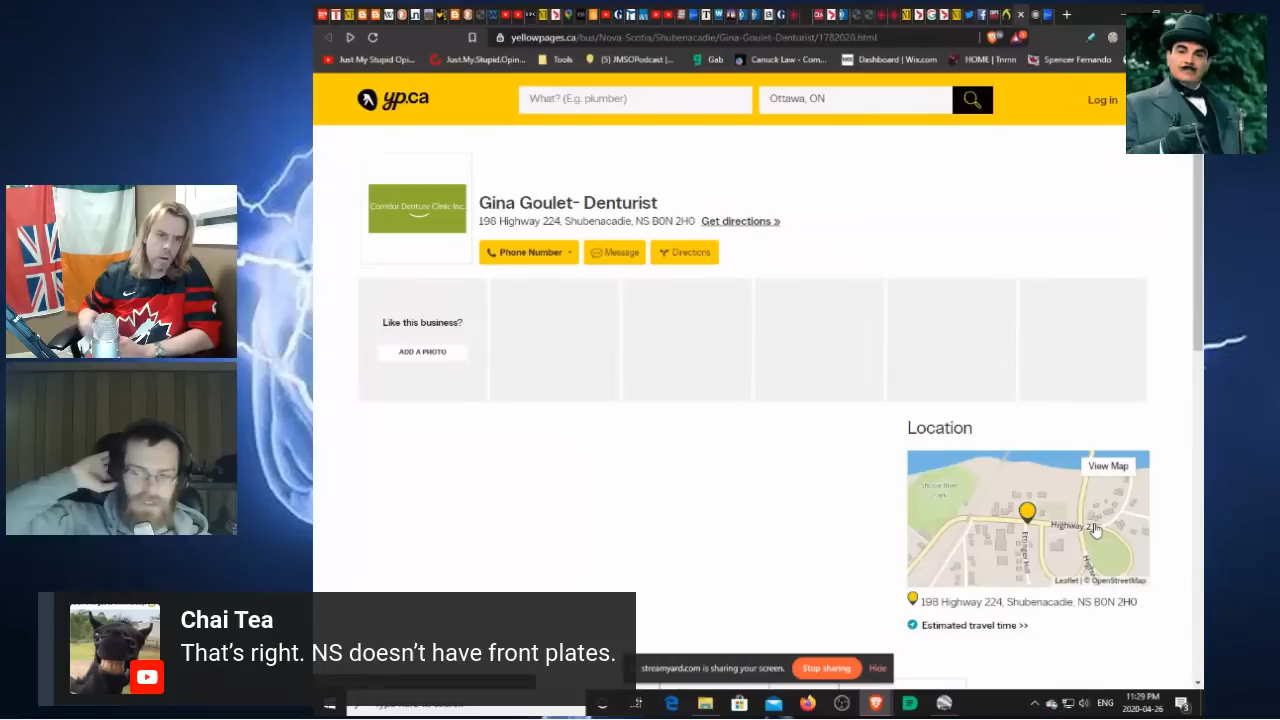 yellowpages.ca/bus/Nova-Scotia/Shubenacadie/Gina-Goulet-Denturist/1782020.html
Just My Stupid Opi...
Just.My.Stupid.Opin...
Tools
(5) JMSOPodcast |...
Gab
Canuck Law - Com...
Dashboard | Wix.com
HOME | Tnrnn
Spencer Fernando
yp.ca
What? (E.g. plumber)
Ottawa, ON
Log in
Corridor Denture Clinic Inc.
Gina Goulet- Denturist
198 Highway 224, Shubenacadie, NS B0N 2H0 Get directions »
Phone Number
Message
Directions
Like this business?
ADD A PHOTO
Location
View Map
Highway 2
Ettinger Hill
Leaflet | © OpenStreetMap
198 Highway 224, Shubenacadie, NS B0N 2H0
Estimated travel time >>
Chai Tea
That's right. NS doesn't have front plates.
streamyard.com is sharing your screen.
Stop sharing
Hide
ENG
11:29 PM
2020-04-26